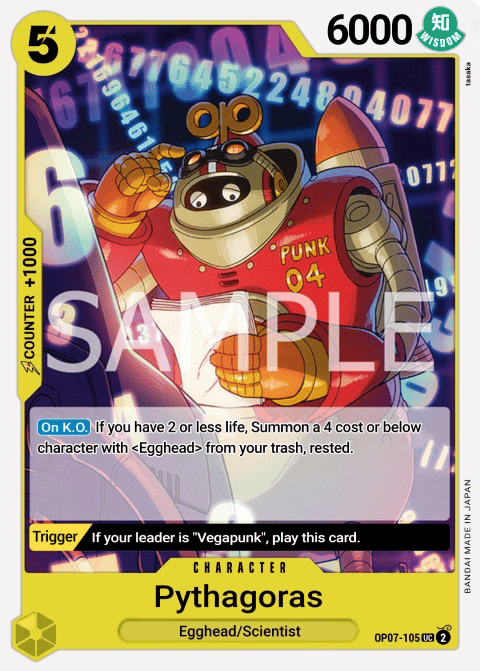 5
6000
知
WISDOM
tasaka
PUNK
04
COUNTER +1000
SAMPLE
On K.O. If you have 2 or less life, Summon a 4 cost or below
character with <Egghead> from your trash, rested.
Trigger If your leader is "Vegapunk", play this card.
BANDAI MADE IN JAPAN
CHARACTER
Pythagoras
Egghead/Scientist
OP07-105 UC 2